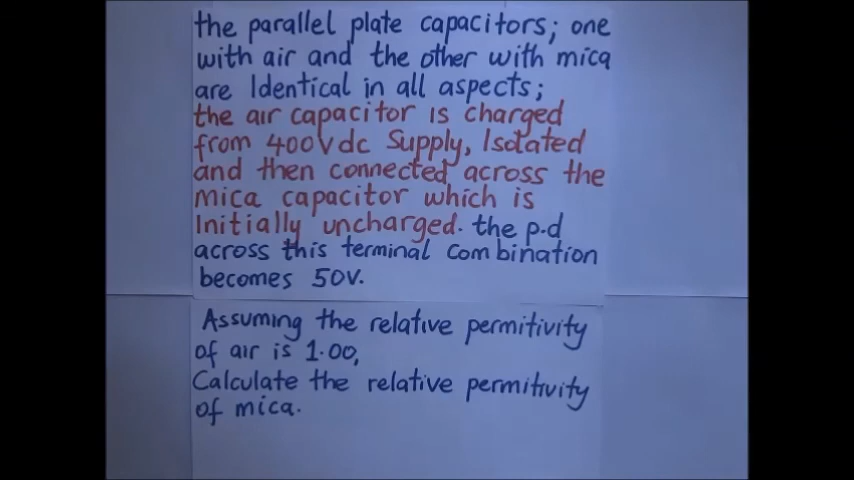 the parallel plate capacitors; one
with air and the other with mica
are Identical in all aspects;
the air capacitor is charged
from 400V dc Supply, Isolated
and then connected across the
mica capacitor which is
Initially uncharged. the p.d
across this terminal combination
becomes 50V.
Assuming the relative permitivity
of air is 1.00,
Calculate the relative permitivity
of mica.